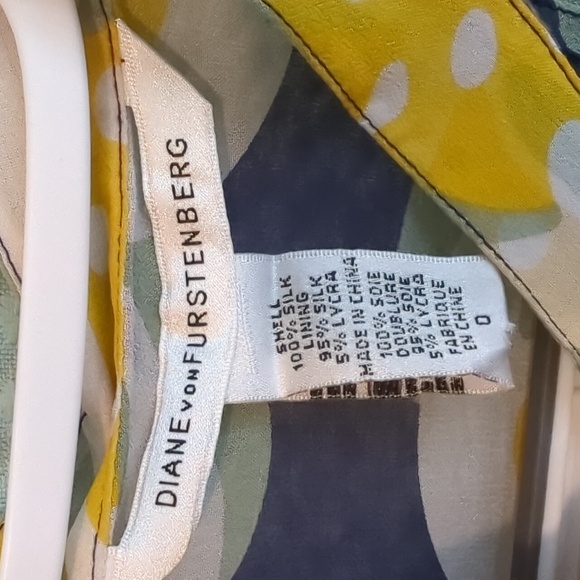 DIANE VON FURSTENBERG
SHELL
100% SILK
LINING
95% SILK
5% LYCRA
MADE IN CHINA
100% SOIE
DOUBLURE
95% SOIE
5% LYCRA
FABRIQUE
EN CHINE
0